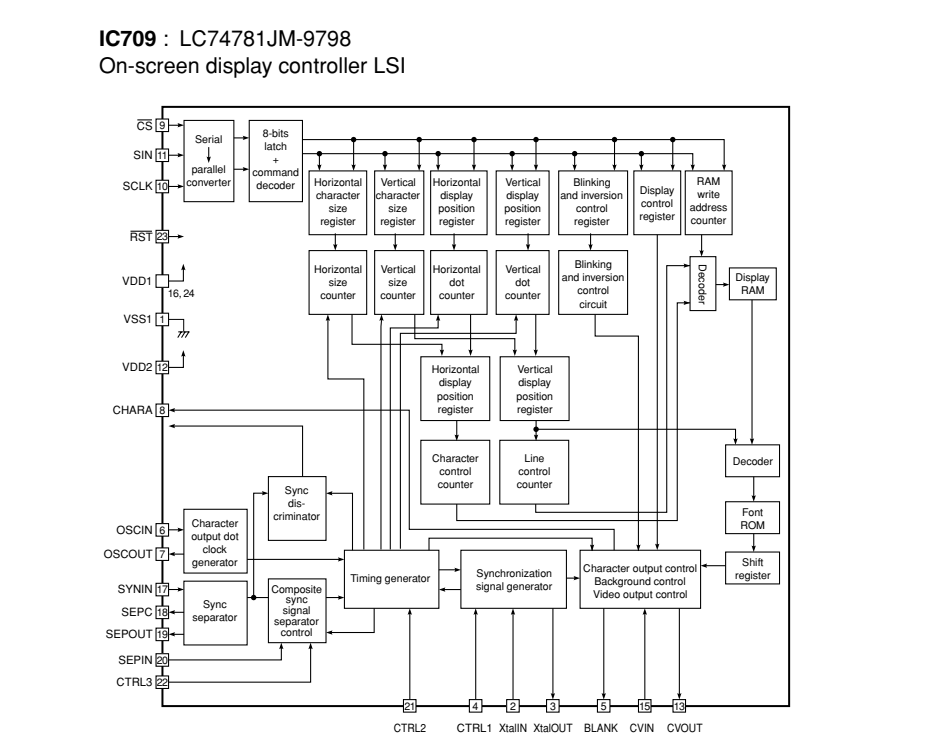 IC709 : LC74781JM-9798
On-screen display controller LSI
CS 9
SIN 11
SCLK 10
RST 23
VDD1
16, 24
VSS1 1
VDD2 12
CHARA 8
OSCIN 6
OSCOUT 7
SYNIN 17
SEPC 18
SEPOUT 19
SEPIN 20
CTRL3 22
Serial
parallel
converter
8-bits
latch
+
command
decoder
Horizontal
character
size
register
Vertical
character
size
register
Horizontal
display
position
register
Vertical
display
position
register
Blinking
and inversion
control
register
Display
control
register
RAM
write
address
counter
Horizontal
size
counter
Vertical
size
counter
Horizontal
dot
counter
Vertical
dot
counter
Blinking
and inversion
control
circuit
Decoder
Display
RAM
Horizontal
display
position
register
Vertical
display
position
register
Character
control
counter
Line
control
counter
Decoder
Font
ROM
Shift
register
Sync
dis-
criminator
Character
output dot
clock
generator
Sync
separator
Composite
sync
signal
separator
control
Timing generator
Synchronization
signal generator
Character output control
Background control
Video output control
21 4 2 3 5 15 13
CTRL2 CTRL1 XtalIN XtalOUT BLANK CVIN CVOUT